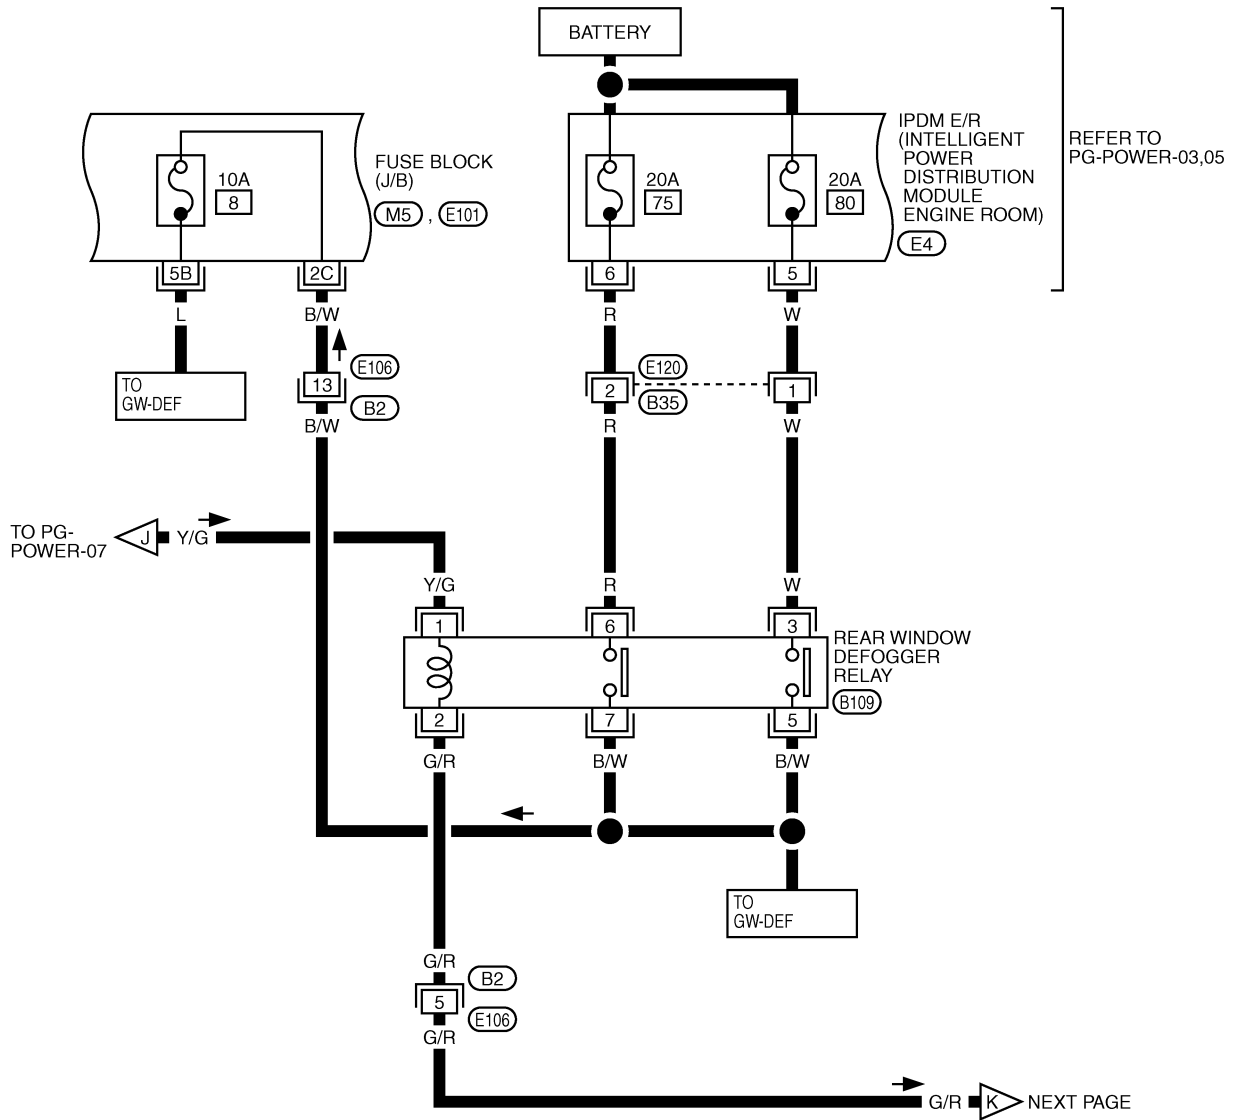 BATTERY
IPDM E/R
(INTELLIGENT
POWER
DISTRIBUTION
MODULE
ENGINE ROOM)
E4
REFER TO
PG-POWER-03,05
FUSE BLOCK
(J/B)
M5 , E101
10A
8
20A
75
20A
80
5B
2C
6
5
L
B/W
R
W
TO
GW-DEF
13
E106
B2
2
E120
B35
1
B/W
R
W
TO PG-
POWER-07
J
Y/G
Y/G
R
W
1
6
3
REAR WINDOW
DEFOGGER
RELAY
B109
2
7
5
G/R
B/W
B/W
TO
GW-DEF
G/R
B2
5
E106
G/R
G/R
K
NEXT PAGE